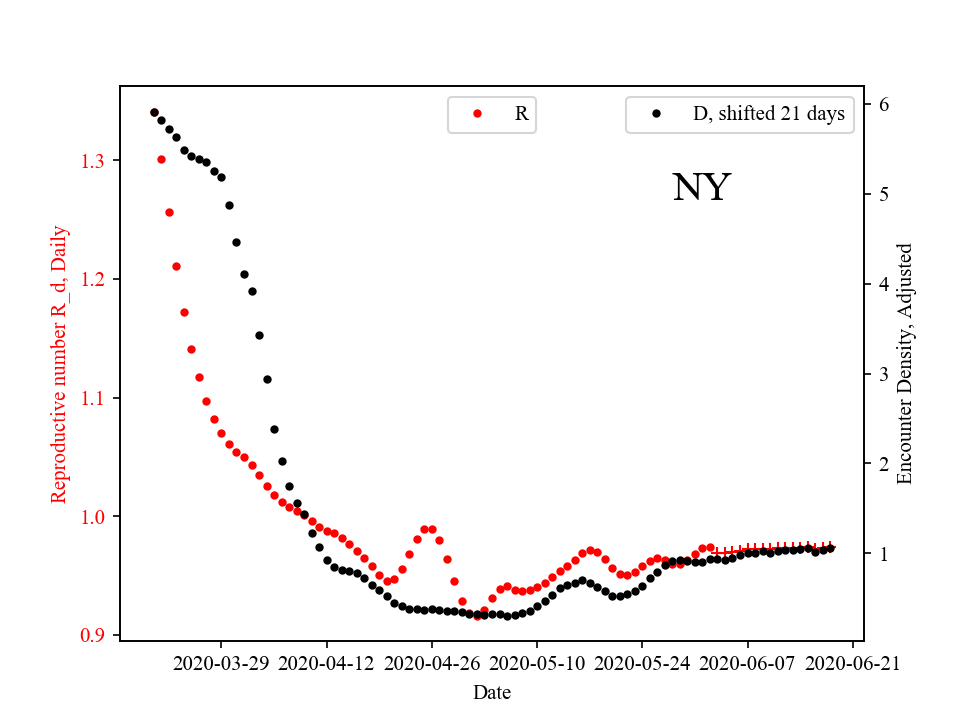 R
D, shifted 21 days
NY
Reproductive number R_d, Daily
1.3
1.2
1.1
1.0
0.9
6
5
4
3
2
1
Encounter Density, Adjusted
2020-03-29 2020-04-12 2020-04-26 2020-05-10 2020-05-24 2020-06-07 2020-06-21
Date